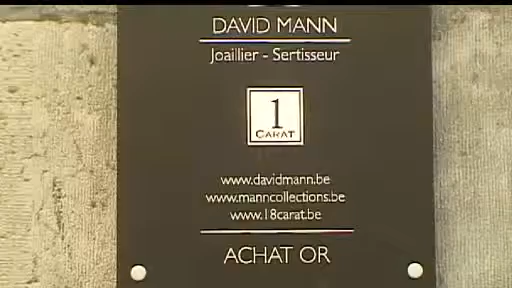 DAVID MANN
Joaillier - Sertisseur
1
CARAT
www.davidmann.be
www.manncollections.be
www.18carat.be
ACHAT OR